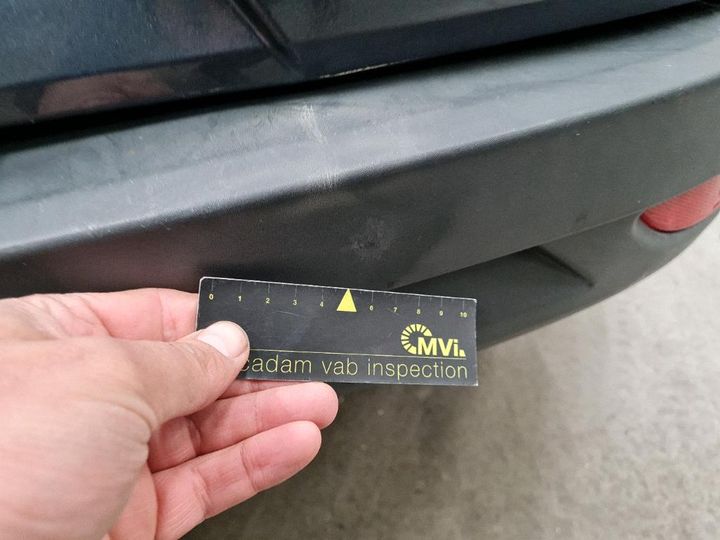 0 1 2 3 4 6 7 8 9 10
MVi
cadam vab inspection